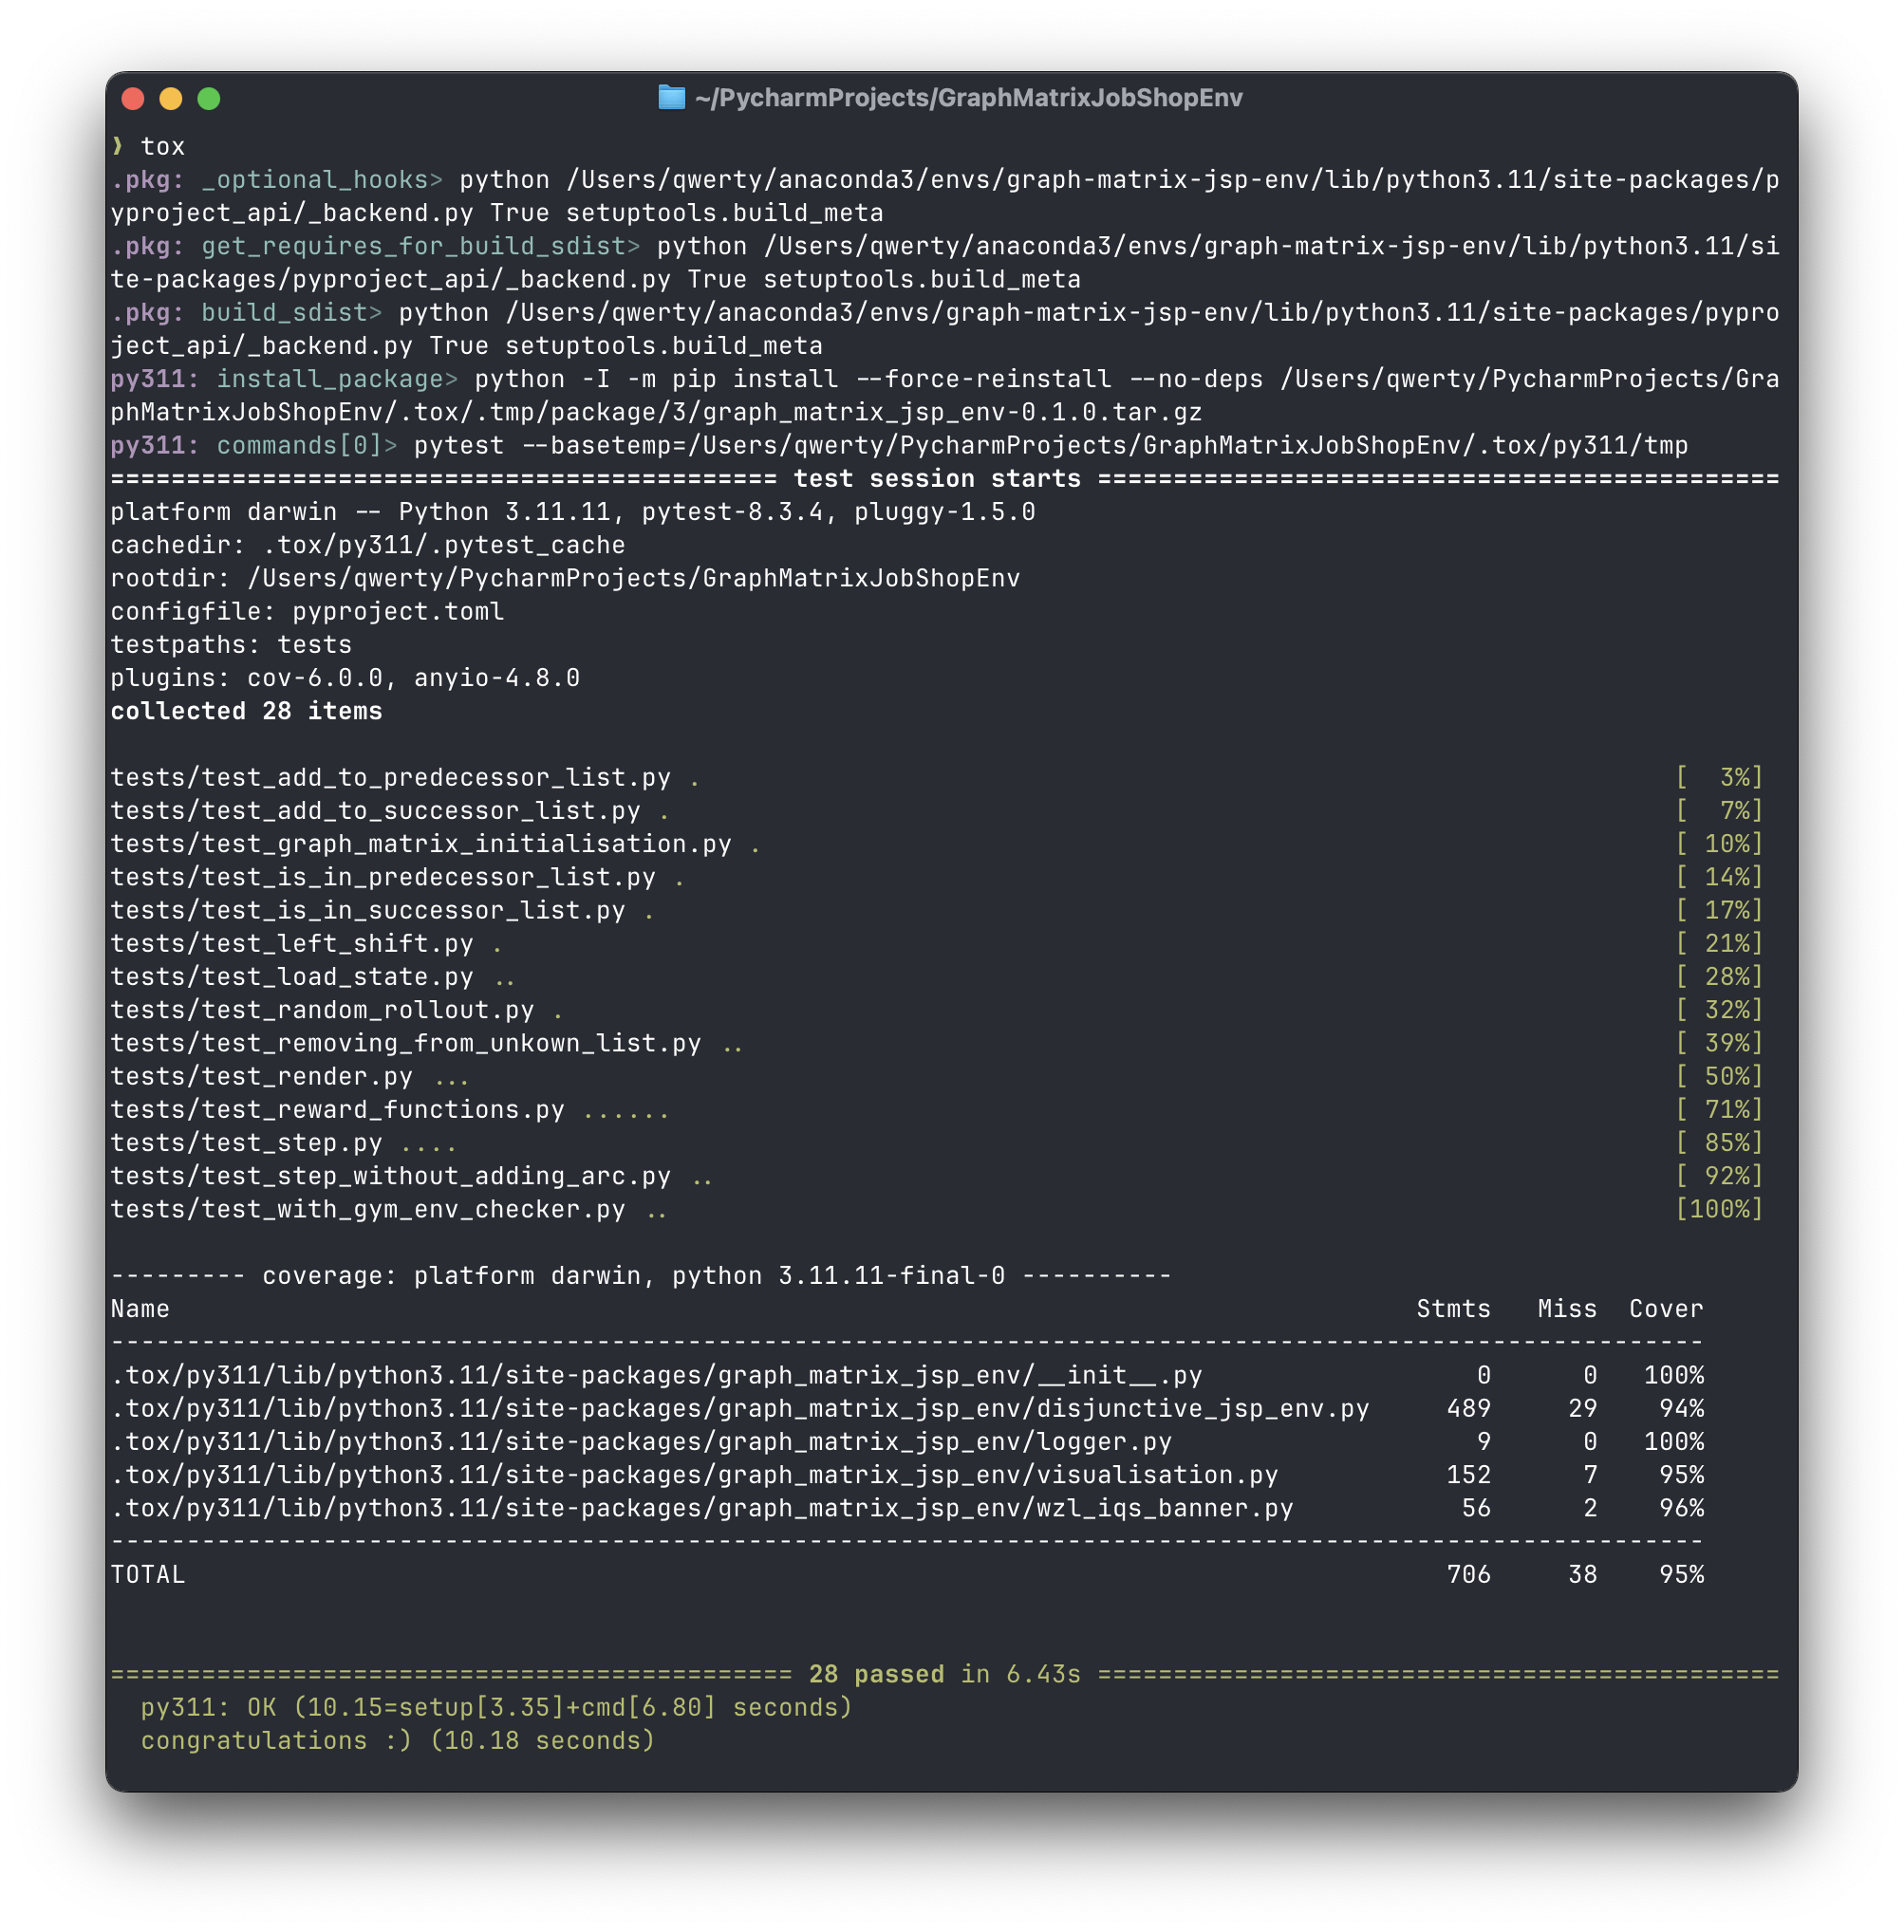 ~/PycharmProjects/GraphMatrixJobShopEnv
❱ tox
.pkg: _optional_hooks> python /Users/qwerty/anaconda3/envs/graph-matrix-jsp-env/lib/python3.11/site-packages/p
yproject_api/_backend.py True setuptools.build_meta
.pkg: get_requires_for_build_sdist> python /Users/qwerty/anaconda3/envs/graph-matrix-jsp-env/lib/python3.11/si
te-packages/pyproject_api/_backend.py True setuptools.build_meta
.pkg: build_sdist> python /Users/qwerty/anaconda3/envs/graph-matrix-jsp-env/lib/python3.11/site-packages/pypro
ject_api/_backend.py True setuptools.build_meta
py311: install_package> python -I -m pip install --force-reinstall --no-deps /Users/qwerty/PycharmProjects/Gra
phMatrixJobShopEnv/.tox/.tmp/package/3/graph_matrix_jsp_env-0.1.0.tar.gz
py311: commands[0]> pytest --basetemp=/Users/qwerty/PycharmProjects/GraphMatrixJobShopEnv/.tox/py311/tmp
============================================ test session starts =============================================
platform darwin -- Python 3.11.11, pytest-8.3.4, pluggy-1.5.0
cachedir: .tox/py311/.pytest_cache
rootdir: /Users/qwerty/PycharmProjects/GraphMatrixJobShopEnv
configfile: pyproject.toml
testpaths: tests
plugins: cov-6.0.0, anyio-4.8.0
collected 28 items
tests/test_add_to_predecessor_list.py . [  3%]
tests/test_add_to_successor_list.py . [  7%]
tests/test_graph_matrix_initialisation.py . [ 10%]
tests/test_is_in_predecessor_list.py . [ 14%]
tests/test_is_in_successor_list.py . [ 17%]
tests/test_left_shift.py . [ 21%]
tests/test_load_state.py .. [ 28%]
tests/test_random_rollout.py . [ 32%]
tests/test_removing_from_unkown_list.py .. [ 39%]
tests/test_render.py ... [ 50%]
tests/test_reward_functions.py ...... [ 71%]
tests/test_step.py .... [ 85%]
tests/test_step_without_adding_arc.py .. [ 92%]
tests/test_with_gym_env_checker.py .. [100%]
--------- coverage: platform darwin, python 3.11.11-final-0 ----------
Name Stmts Miss Cover
---------------------------------------------------------------------------------------------------------
.tox/py311/lib/python3.11/site-packages/graph_matrix_jsp_env/__init__.py 0 0 100%
.tox/py311/lib/python3.11/site-packages/graph_matrix_jsp_env/disjunctive_jsp_env.py 489 29 94%
.tox/py311/lib/python3.11/site-packages/graph_matrix_jsp_env/logger.py 9 0 100%
.tox/py311/lib/python3.11/site-packages/graph_matrix_jsp_env/visualisation.py 152 7 95%
.tox/py311/lib/python3.11/site-packages/graph_matrix_jsp_env/wzl_iqs_banner.py 56 2 96%
---------------------------------------------------------------------------------------------------------
TOTAL 706 38 95%
============================================= 28 passed in 6.43s =============================================
py311: OK (10.15=setup[3.35]+cmd[6.80] seconds)
congratulations :) (10.18 seconds)